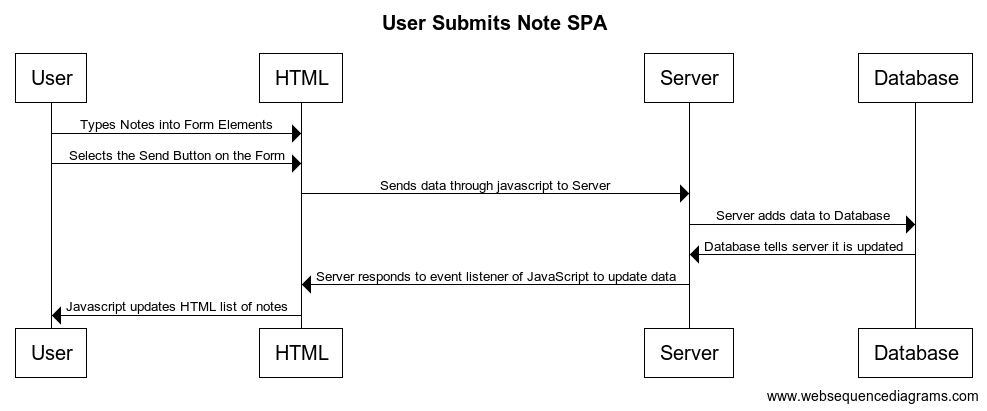 User Submits Note SPA
User
HTML
Server
Database
Types Notes into Form Elements
Selects the Send Button on the Form
Sends data through javascript to Server
Server adds data to Database
Database tells server it is updated
Server responds to event listener of JavaScript to update data
Javascript updates HTML list of notes
User
HTML
Server
Database
www.websequencediagrams.com